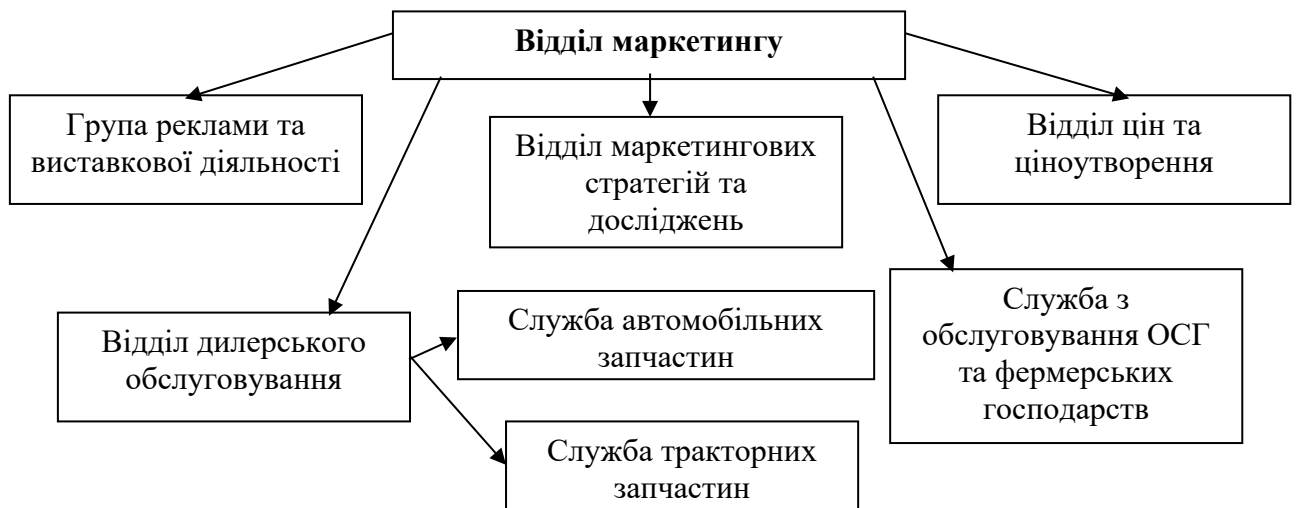 Відділ маркетингу
Група реклами та
виставкової діяльності
Відділ маркетингових
стратегій та
досліджень
Відділ цін та
ціноутворення
Відділ дилерського
обслуговування
Служба автомобільних
запчастин
Служба тракторних
запчастин
Служба з
обслуговування ОСГ
та фермерських
господарств